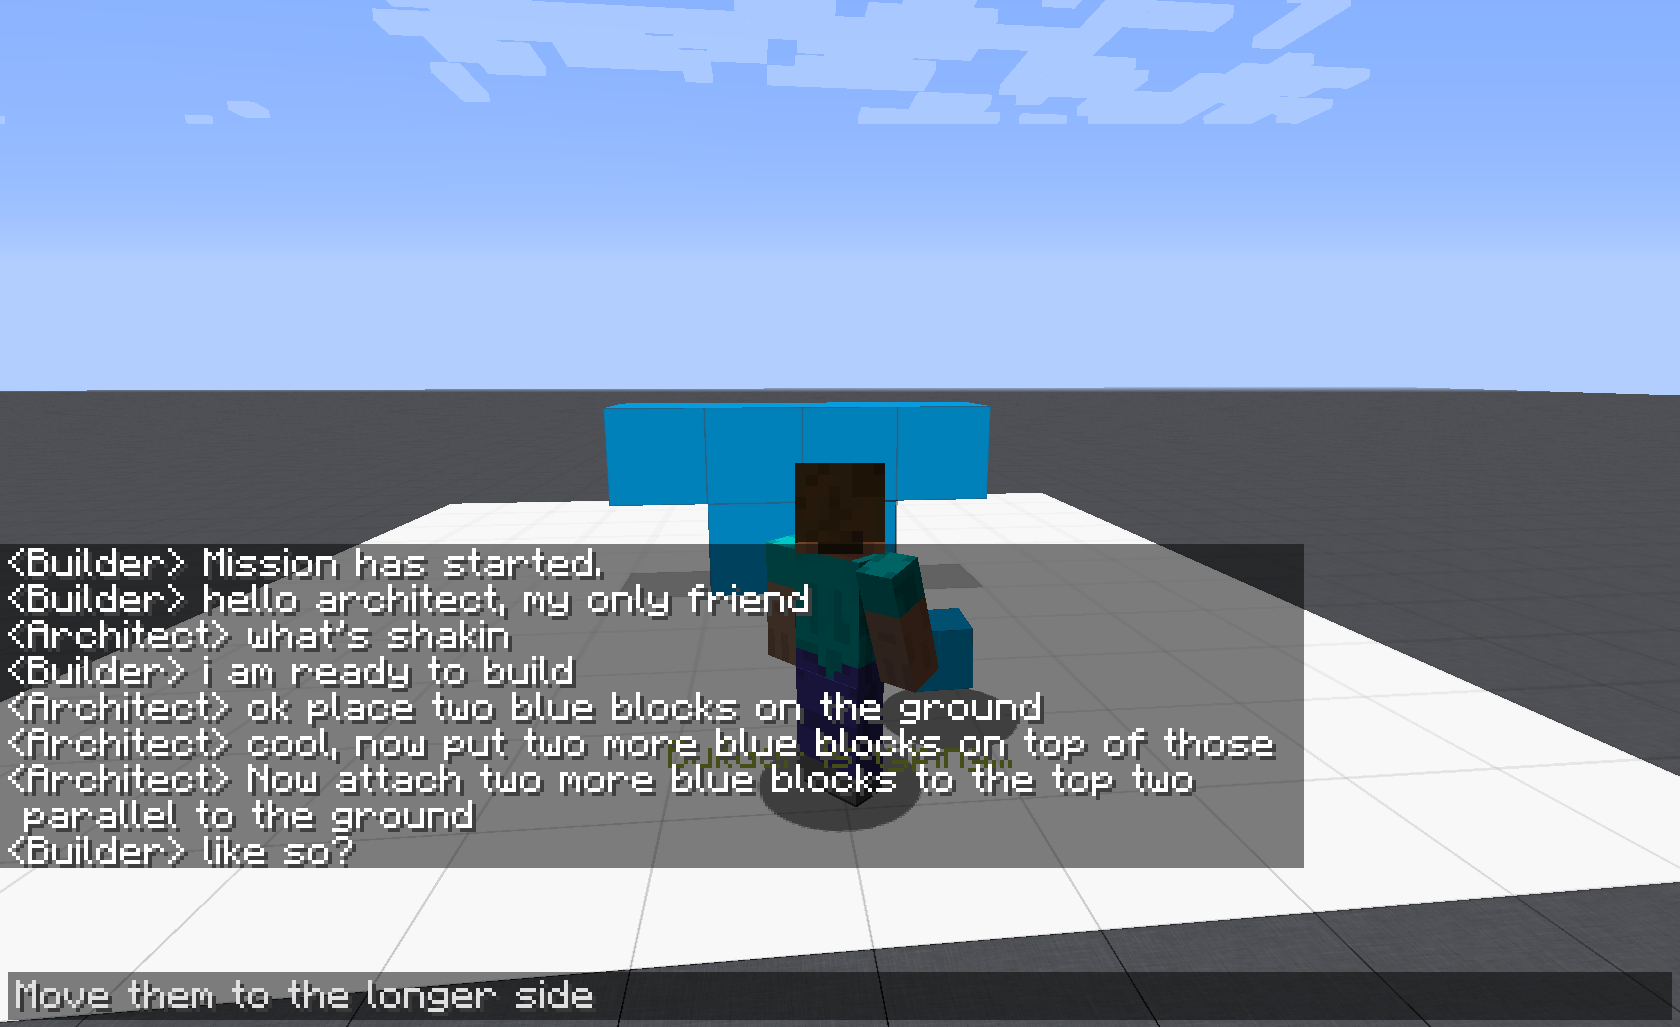 <Builder> Mission has started.
<Builder> hello architect, my only friend
<Architect> what's shakin
<Builder> i am ready to build
<Architect> ok place two blue blocks on the ground
<Architect> cool, now put two more blue blocks on top of those
<Architect> Now attach two more blue blocks to the top two
parallel to the ground
<Builder> like so?
Move them to the longer side